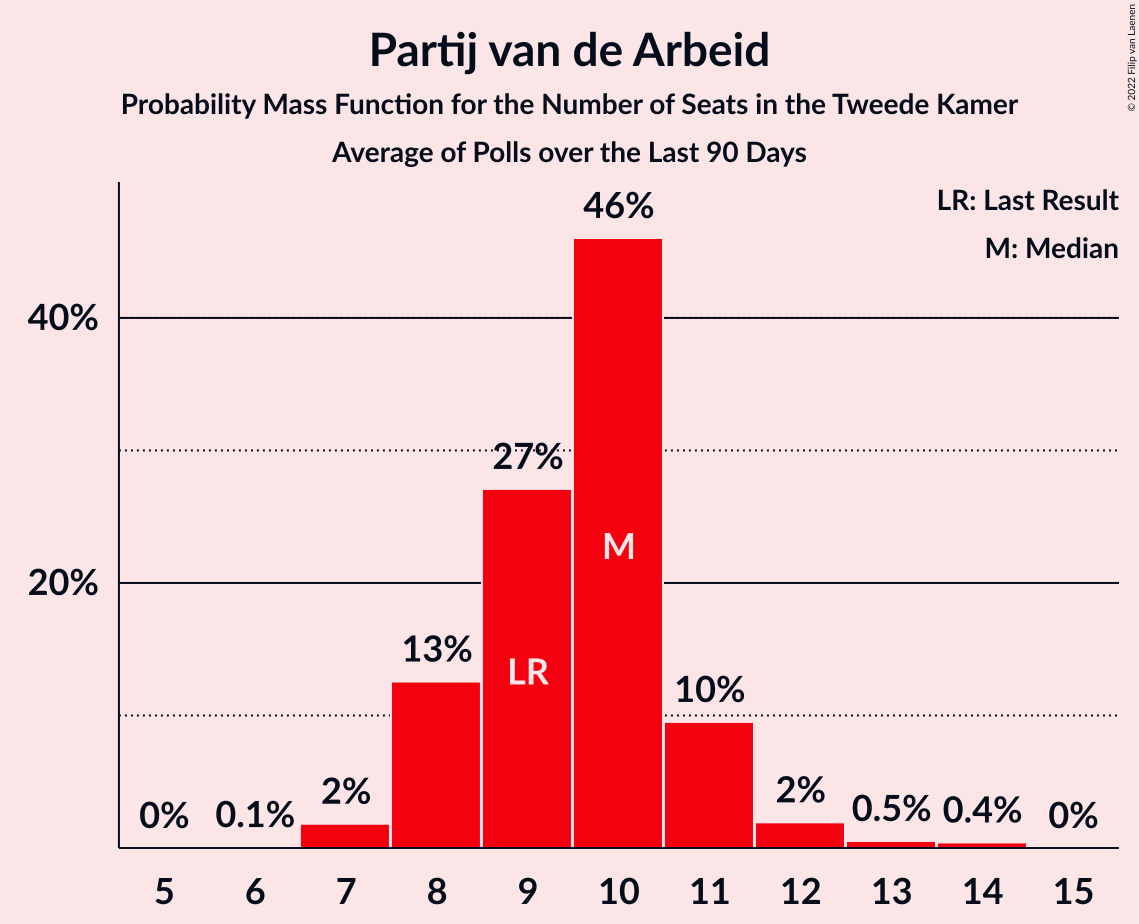 Partij van de Arbeid
Probability Mass Function for the Number of Seats in the Tweede Kamer
Average of Polls over the Last 90 Days
© 2022 Filip van Laenen
LR: Last Result
M: Median
40%
20%
0%
0.1%
2%
13%
27%
46%
10%
2%
0.5%
0.4%
0%
LR
M
5 6 7 8 9 10 11 12 13 14 15